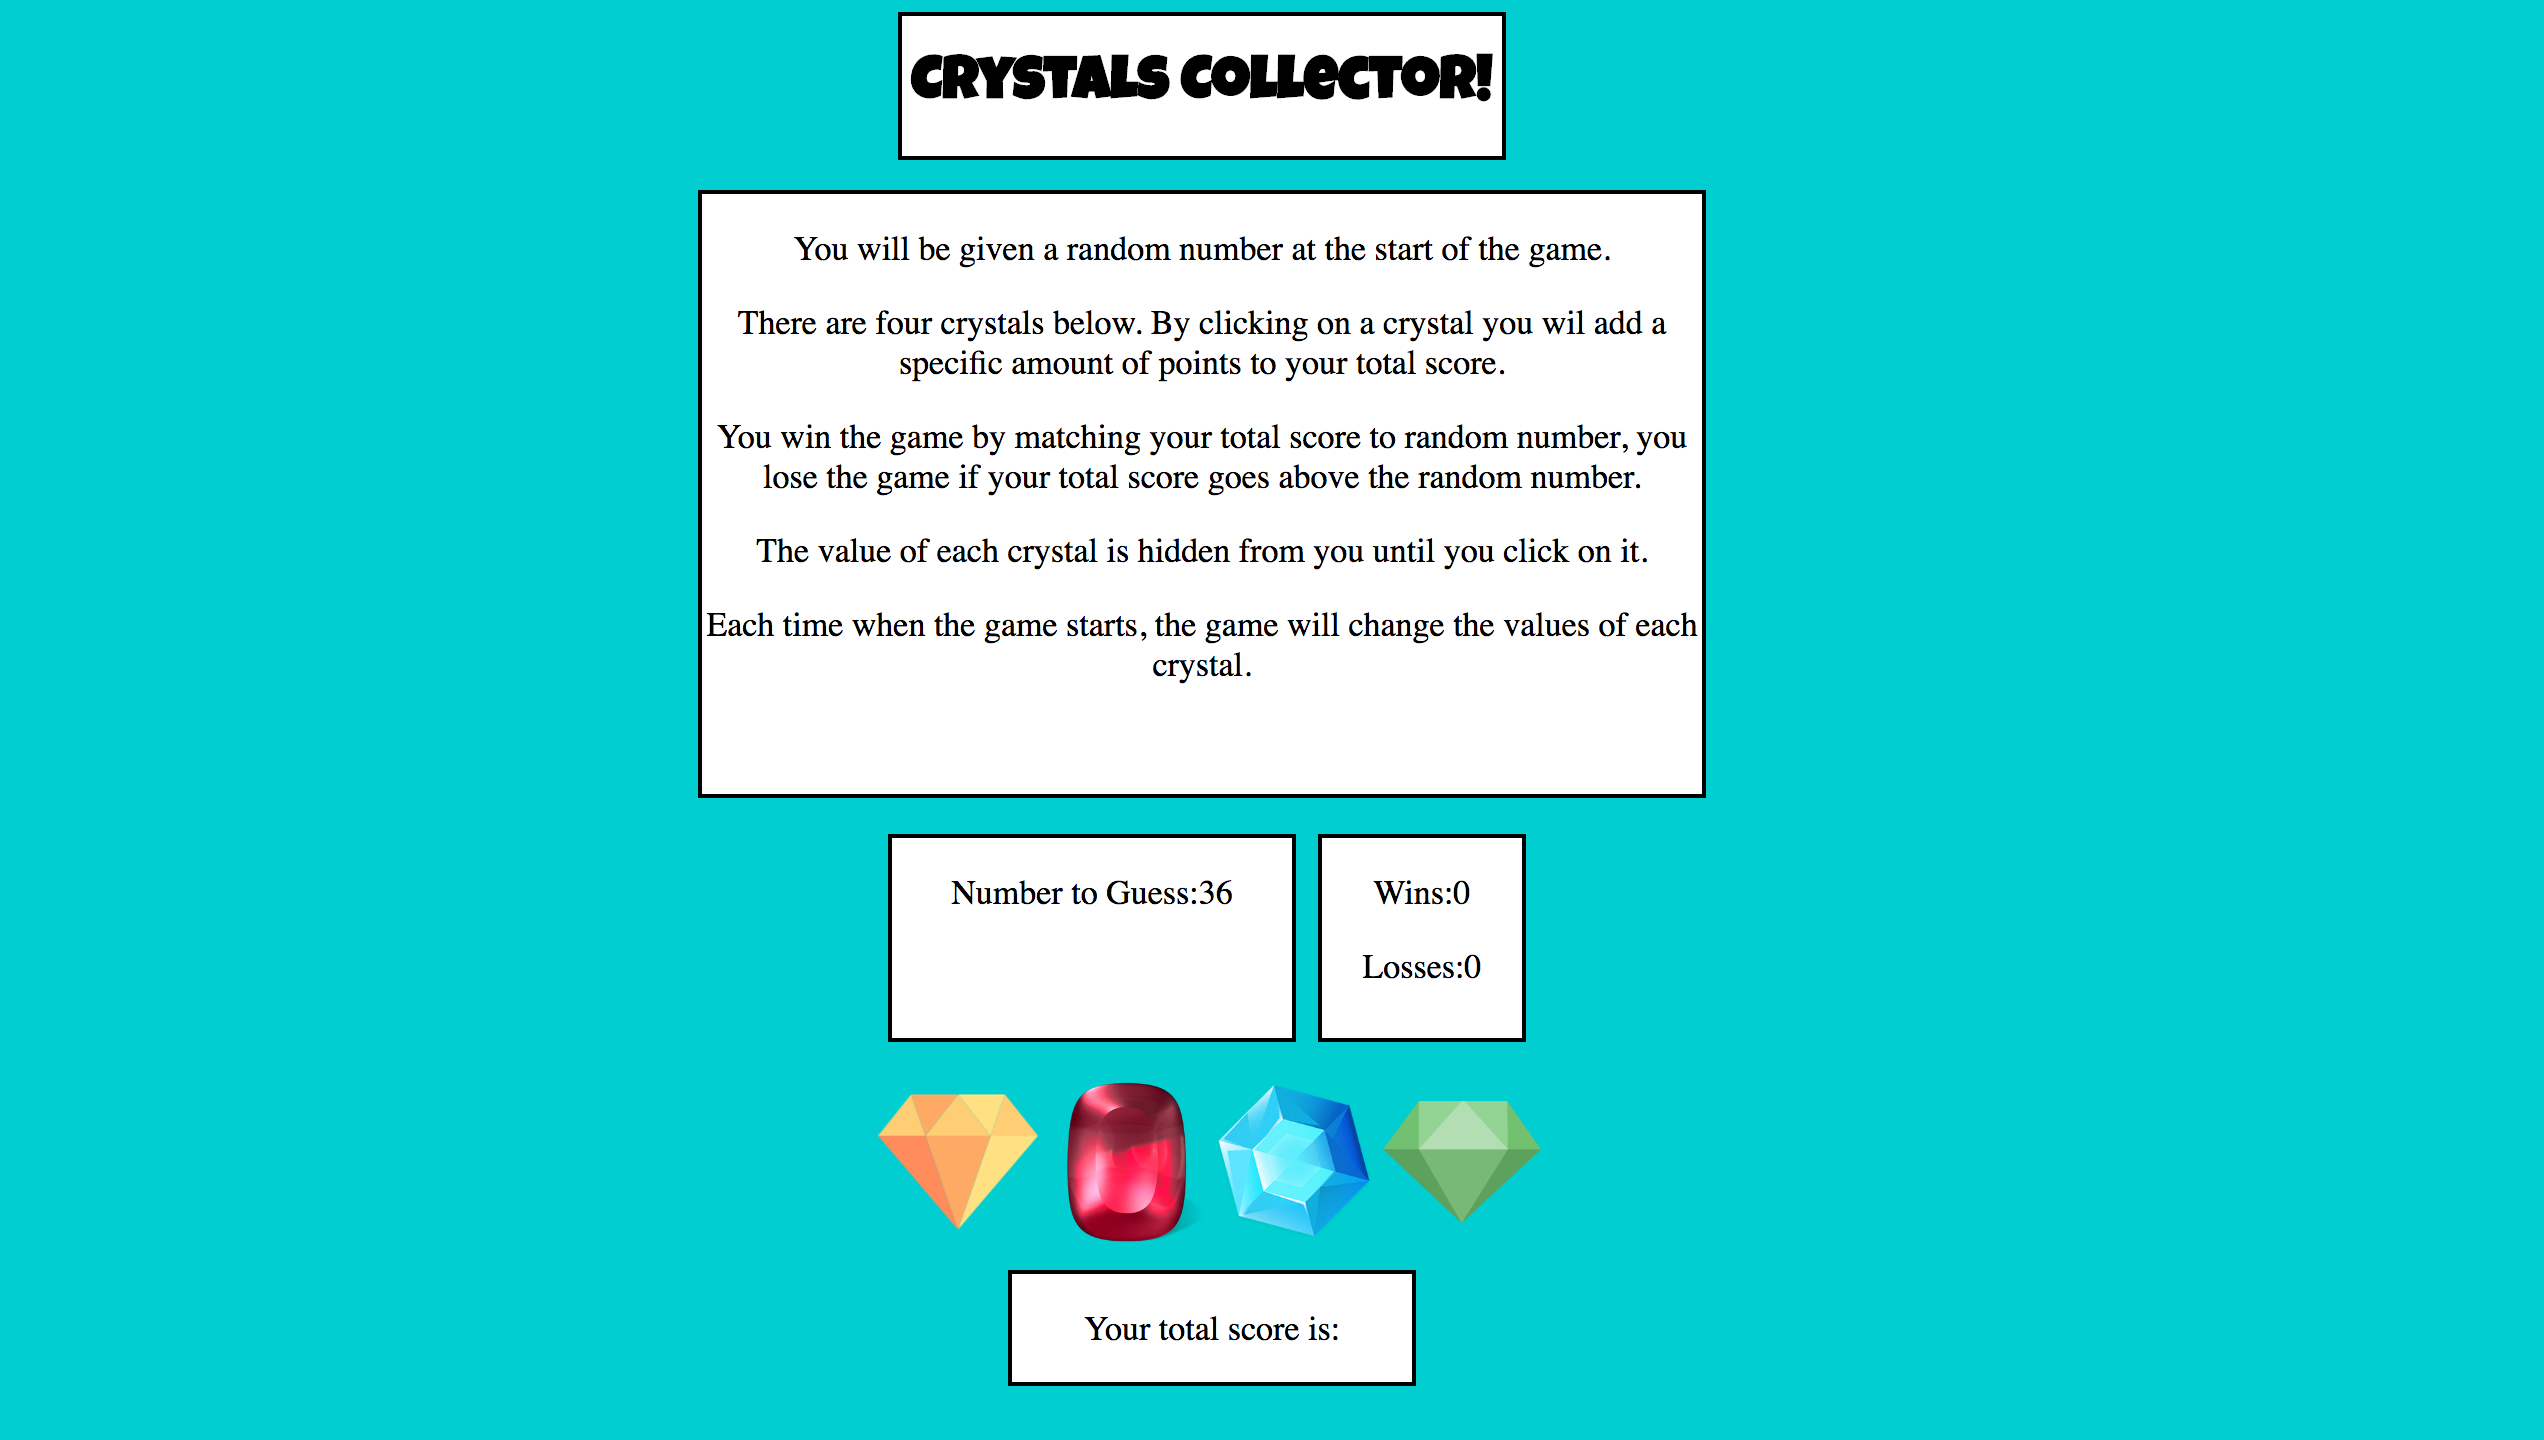 CRYSTALS COLLeCTOR!
You will be given a random number at the start of the game.
There are four crystals below. By clicking on a crystal you wil add a
specific amount of points to your total score.
You win the game by matching your total score to random number, you
lose the game if your total score goes above the random number.
The value of each crystal is hidden from you until you click on it.
Each time when the game starts, the game will change the values of each
crystal.
Number to Guess:36
Wins:0
Losses:0
Your total score is: